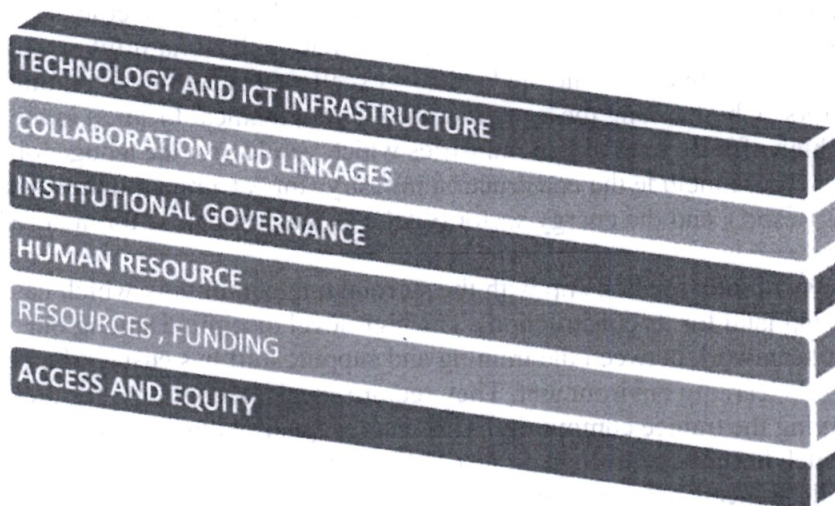 TECHNOLOGY AND ICT INFRASTRUCTURE
COLLABORATION AND LINKAGES
INSTITUTIONAL GOVERNANCE
HUMAN RESOURCE
RESOURCES , FUNDING
ACCESS AND EQUITY